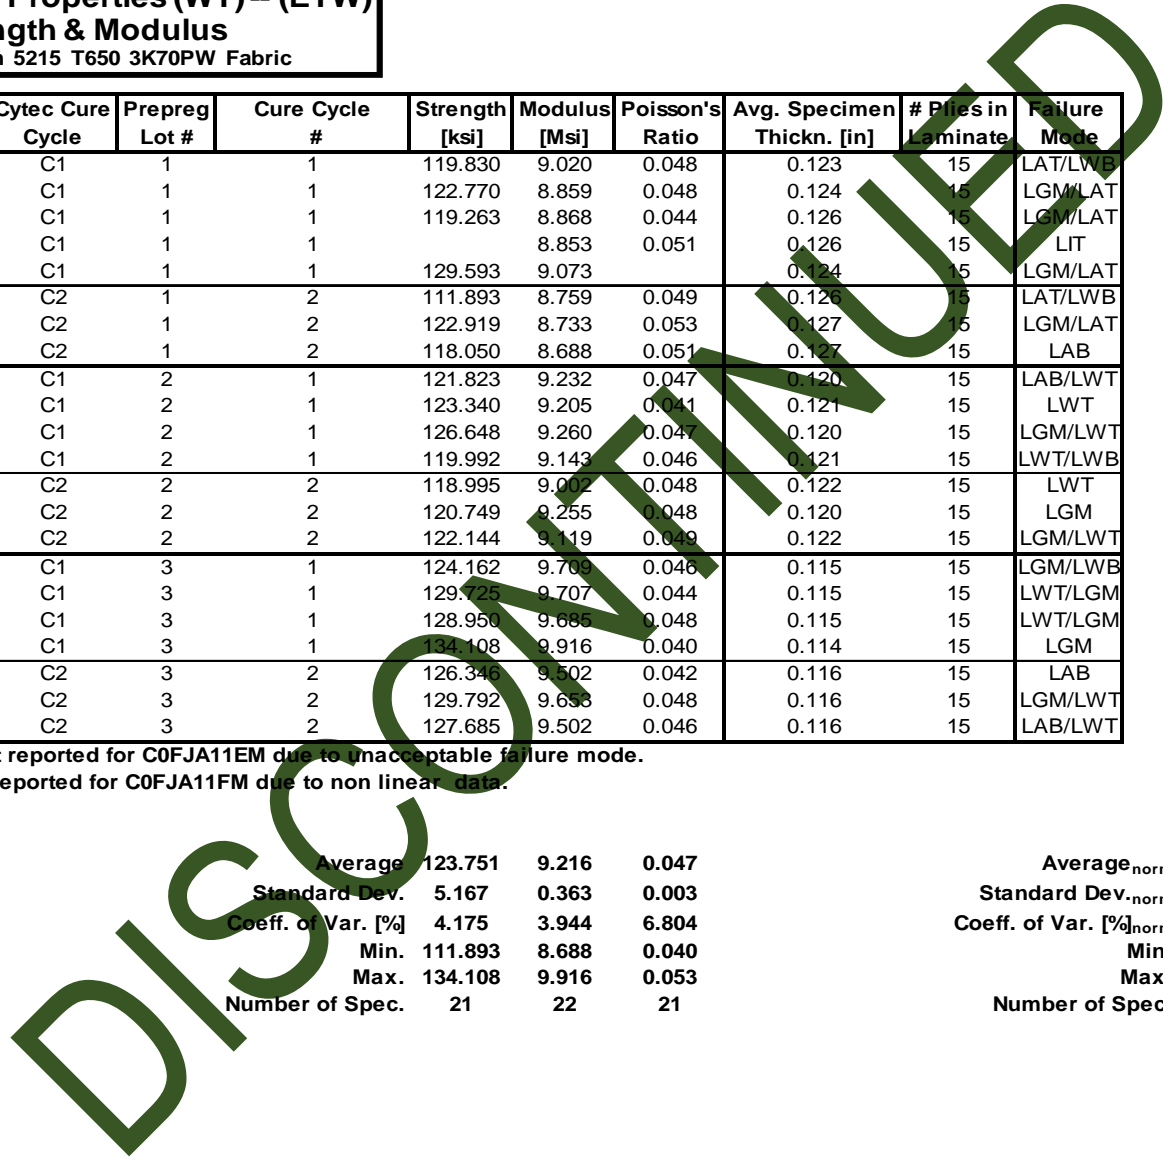 Properties (WT) -- (ETW)
ngth & Modulus
5215 T650 3K70PW Fabric
Cytec Cure Prepreg Cure Cycle Strength Modulus Poisson's Avg. Specimen # Plies in Failure
Cycle Lot # # [ksi] [Msi] Ratio Thickn. [in] Laminate Mode
C1 1 1 119.830 9.020 0.048 0.123 15 LAT/LWB
C1 1 1 122.770 8.859 0.048 0.124 15 LGM/LAT
C1 1 1 119.263 8.868 0.044 0.126 15 LGM/LAT
C1 1 1 8.853 0.051 0.126 15 LIT
C1 1 1 129.593 9.073 0.124 15 LGM/LAT
C2 1 2 111.893 8.759 0.049 0.126 15 LAT/LWB
C2 1 2 122.919 8.733 0.053 0.127 15 LGM/LAT
C2 1 2 118.050 8.688 0.051 0.127 15 LAB
C1 2 1 121.823 9.232 0.047 0.120 15 LAB/LWT
C1 2 1 123.340 9.205 0.041 0.121 15 LWT
C1 2 1 126.648 9.260 0.047 0.120 15 LGM/LWT
C1 2 1 119.992 9.143 0.046 0.121 15 LWT/LWB
C2 2 2 118.995 9.002 0.048 0.122 15 LWT
C2 2 2 120.749 9.255 0.048 0.120 15 LGM
C2 2 2 122.144 9.119 0.049 0.122 15 LGM/LWT
C1 3 1 124.162 9.709 0.046 0.115 15 LGM/LWB
C1 3 1 129.725 9.707 0.044 0.115 15 LWT/LGM
C1 3 1 128.950 9.685 0.048 0.115 15 LWT/LGM
C1 3 1 134.108 9.916 0.040 0.114 15 LGM
C2 3 2 126.346 9.502 0.042 0.116 15 LAB
C2 3 2 129.792 9.653 0.048 0.116 15 LGM/LWT
C2 3 2 127.685 9.502 0.046 0.116 15 LAB/LWT
t reported for C0FJA11EM due to unacceptable failure mode.
eported for C0FJA11FM due to non linear data.
Average 123.751 9.216 0.047 Averagenorr
Standard Dev. 5.167 0.363 0.003 Standard Dev.norr
Coeff. of Var. [%] 4.175 3.944 6.804 Coeff. of Var. [%]norr
Min. 111.893 8.688 0.040 Min
Max. 134.108 9.916 0.053 Max
Number of Spec. 21 22 21 Number of Spec
DISCONTINUED